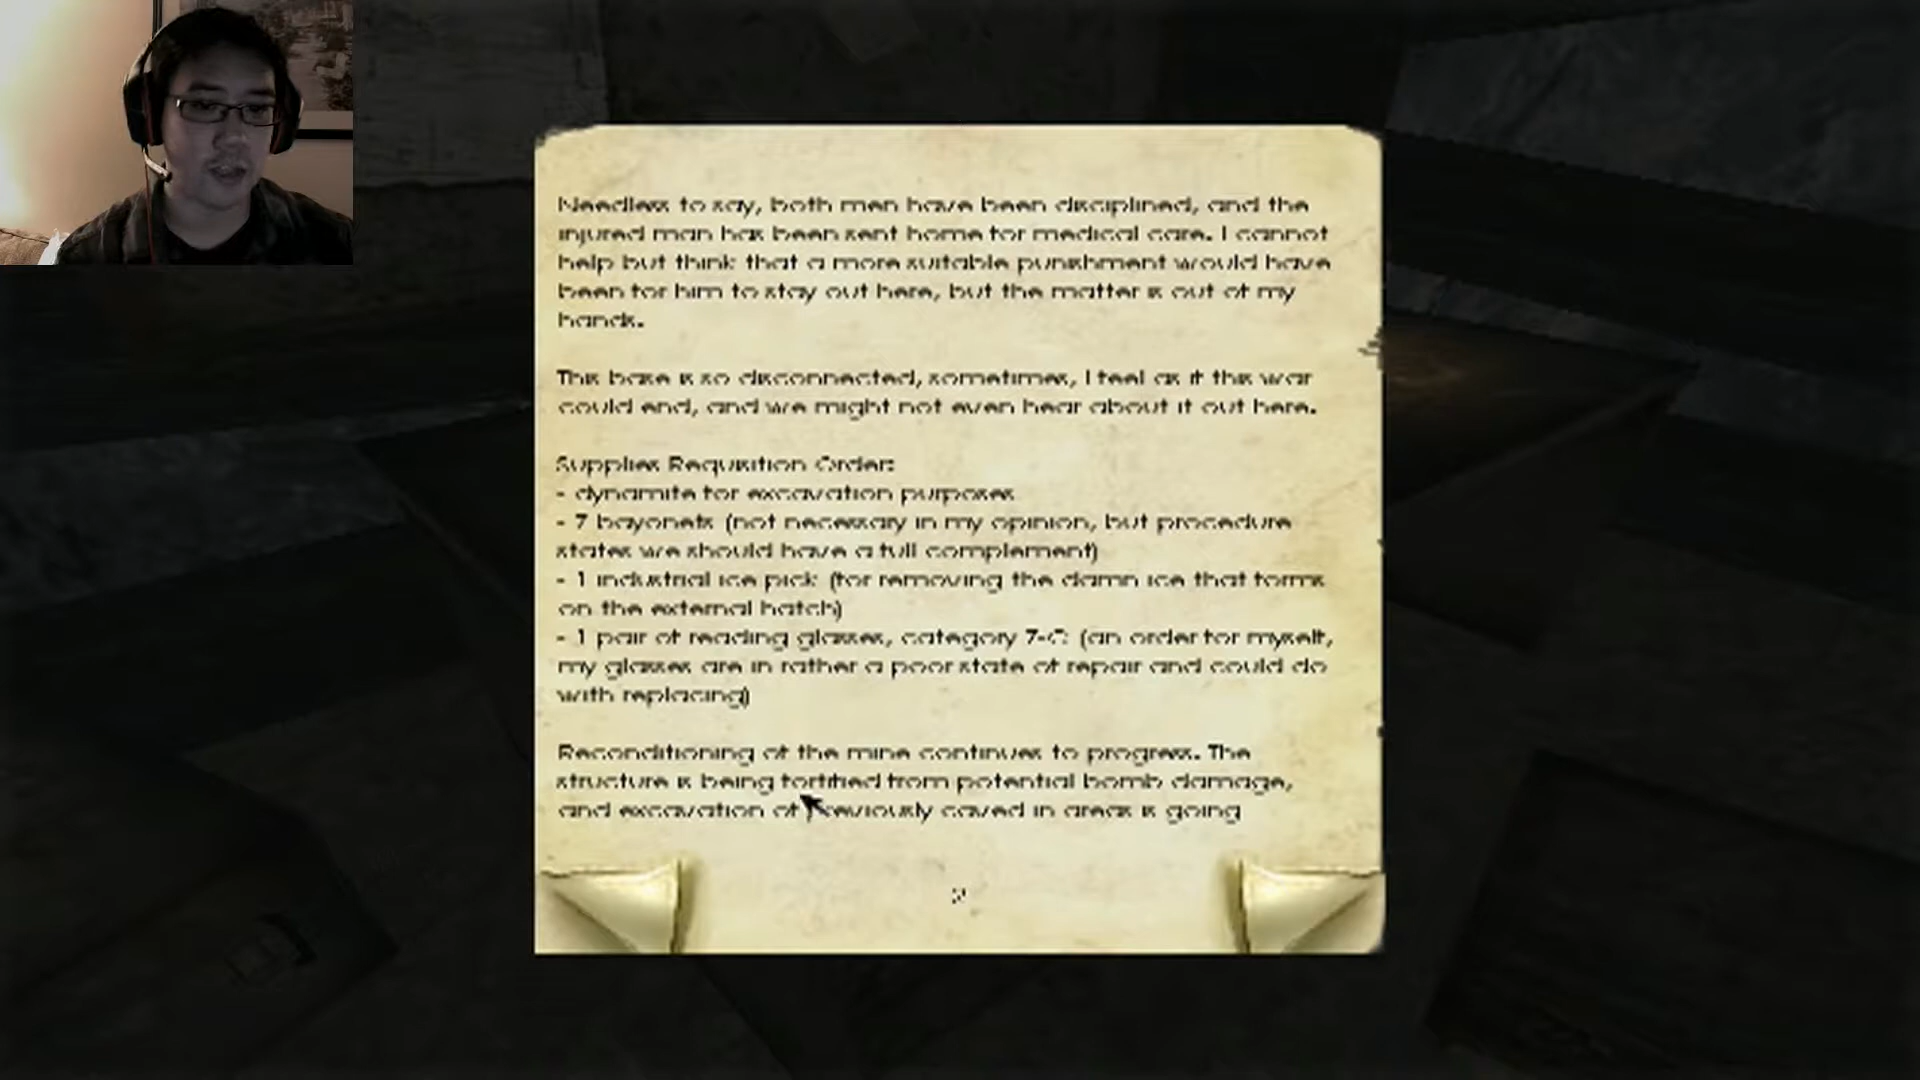 Needless to say, both men have been disciplined, and the
injured man has been sent home for medical care. I cannot
help but think that a more suitable punishment would have
been for him to stay out here, but the matter is out of my
hands.
This base is so disconnected, sometimes, I feel as if this war
could end, and we might not even hear about it out here.
Supplies Requisition Order:
- dynamite for excavation purposes
- 7 bayonets (not necessary in my opinion, but procedure
states we should have a full complement)
- 1 industrial ice pick (for removing the damn ice that forms
on the external hatch)
- 1 pair of reading glasses, category 7-C (an order for myself,
my glasses are in rather a poor state of repair and could do
with replacing)
Reconditioning of the mine continues to progress. The
structure is being fortified from potential bomb damage,
and excavation of previously caved in areas is going
2